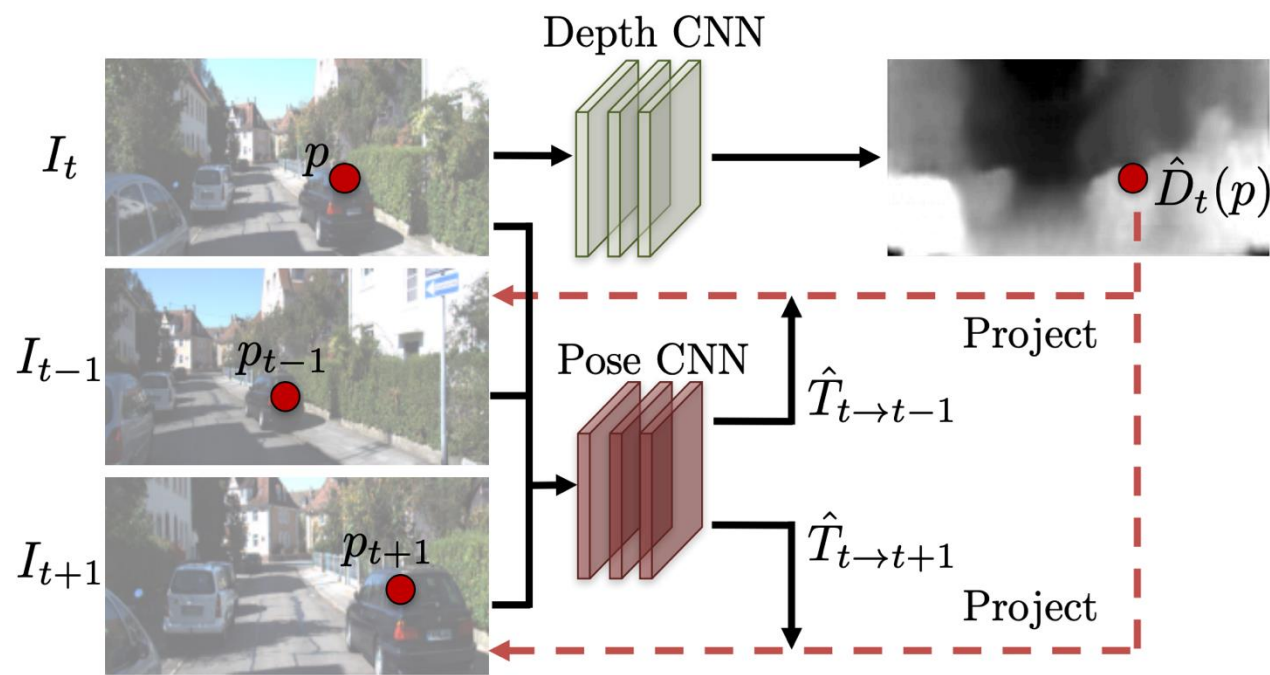 Depth CNN
I_t
p
D̂_t(p)
Project
I_{t−1}
p_{t−1}
Pose CNN
T̂_{t→t−1}
I_{t+1}
p_{t+1}
T̂_{t→t+1}
Project